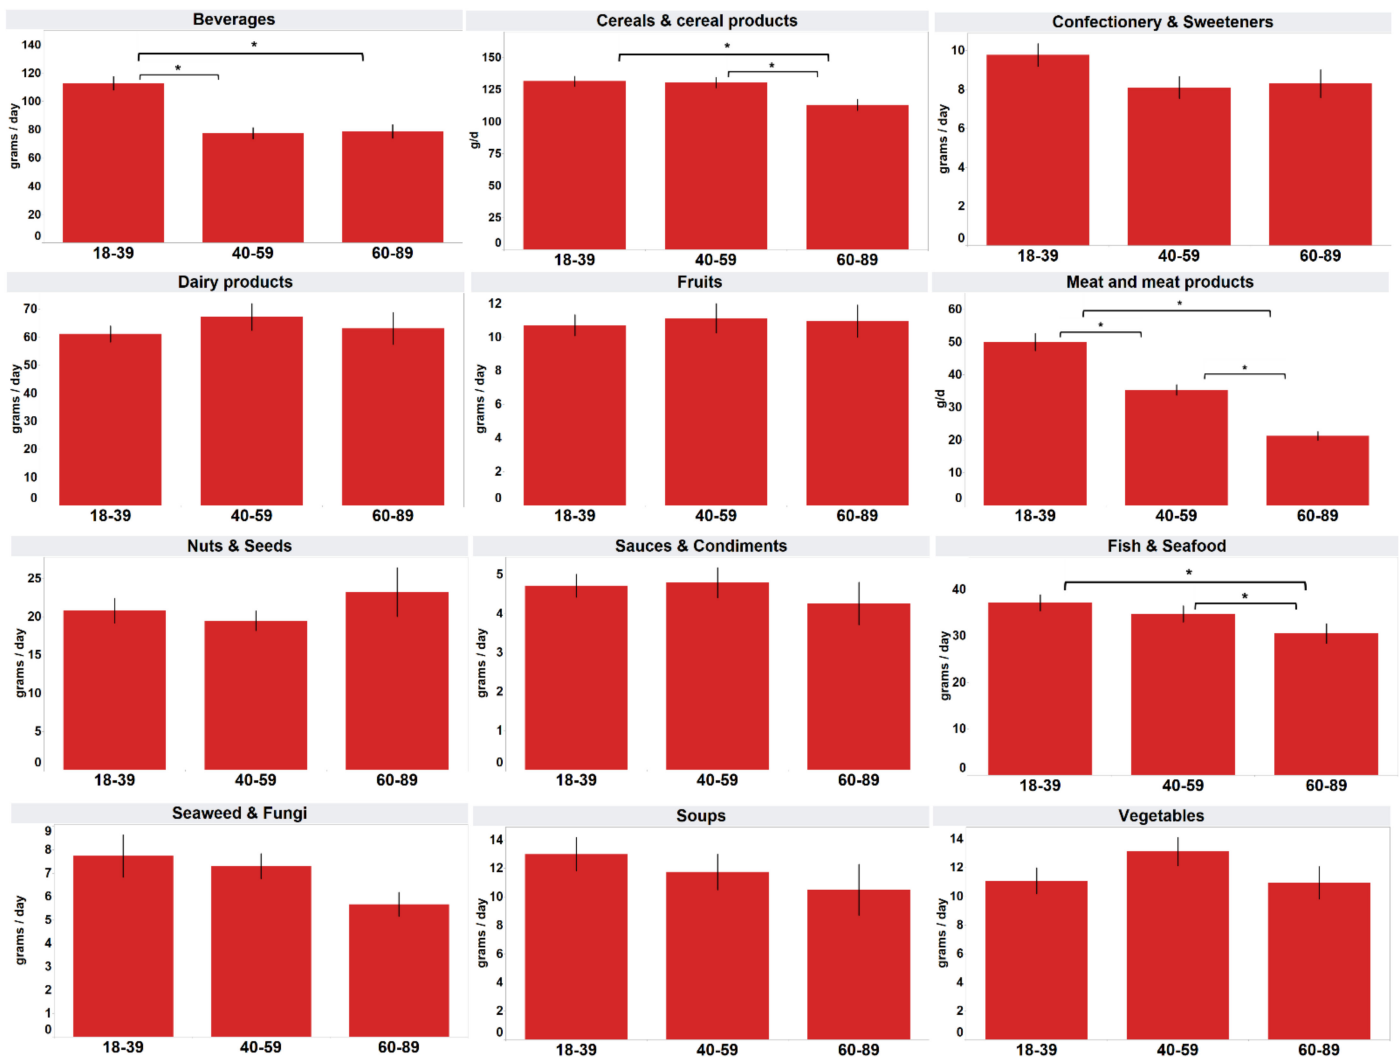 Beverages
grams / day
140
120
100
80
60
40
20
0
*
*
18-39 40-59 60-89
Cereals & cereal products
g/d
150
125
100
75
50
25
0
*
*
18-39 40-59 60-89
Confectionery & Sweeteners
grams / day
10
8
6
4
2
0
18-39 40-59 60-89
Dairy products
grams / day
70
60
50
40
30
20
10
0
18-39 40-59 60-89
Fruits
grams / day
12
10
8
6
4
2
0
18-39 40-59 60-89
Meat and meat products
g/d
60
50
40
30
20
10
0
*
*
*
18-39 40-59 60-89
Nuts & Seeds
grams / day
25
20
15
10
5
0
18-39 40-59 60-89
Sauces & Condiments
grams / day
5
4
3
2
1
0
18-39 40-59 60-89
Fish & Seafood
grams / day
40
30
20
10
0
*
*
18-39 40-59 60-89
Seaweed & Fungi
grams / day
9
8
7
6
5
4
3
2
1
0
18-39 40-59 60-89
Soups
grams / day
14
12
10
8
6
4
2
0
18-39 40-59 60-89
Vegetables
grams / day
14
12
10
8
6
4
2
0
18-39 40-59 60-89